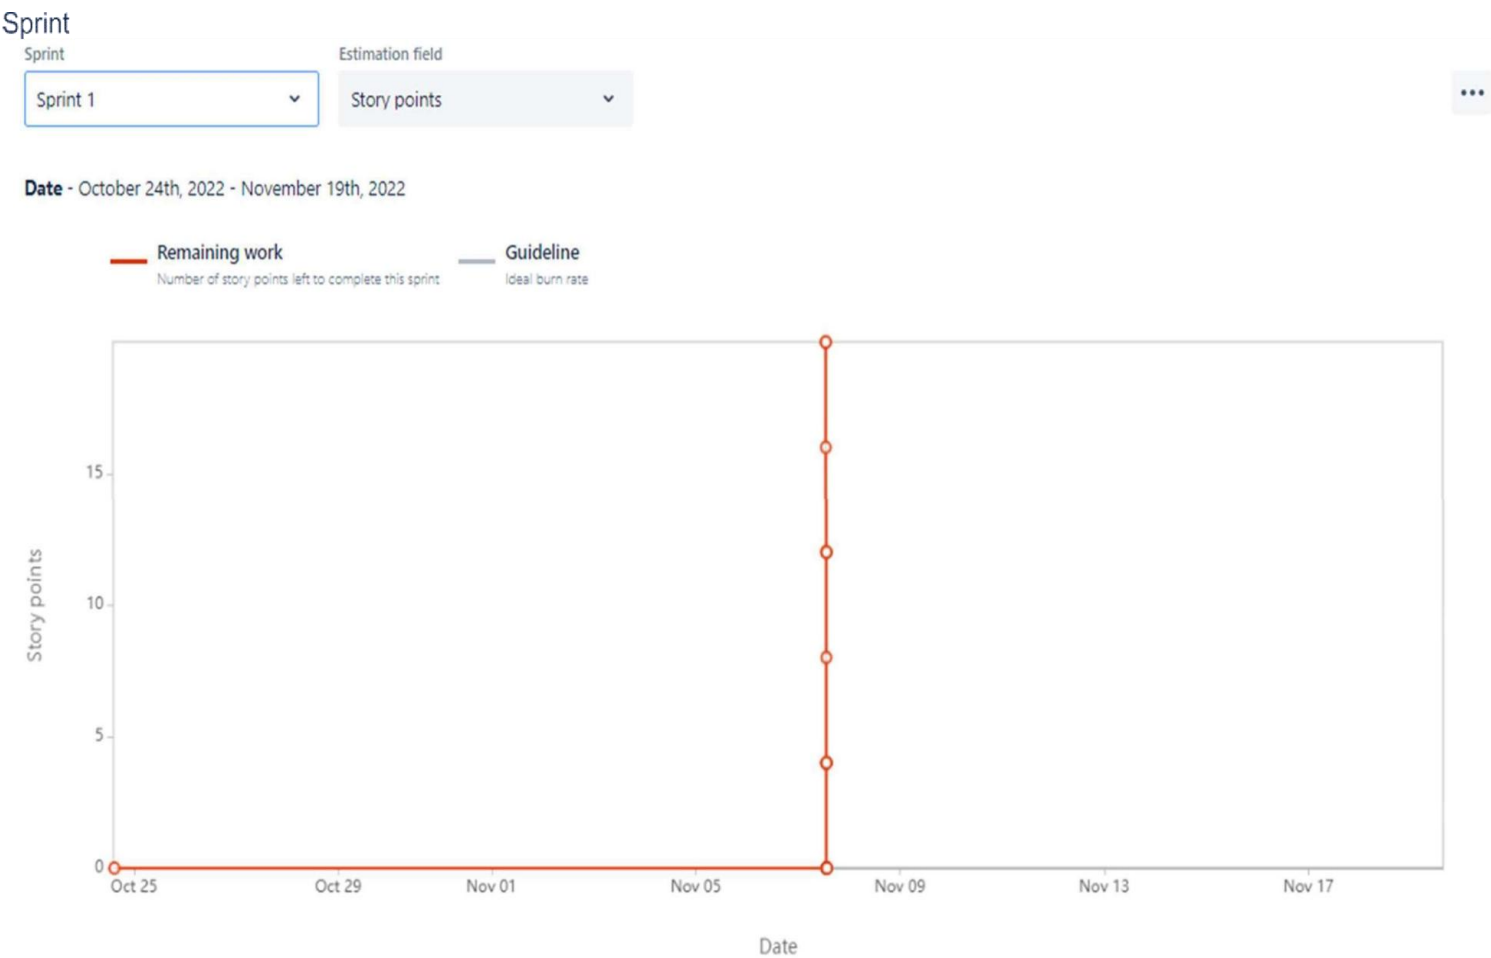 Sprint
Sprint Estimation field
Sprint 1 Story points
Date - October 24th, 2022 - November 19th, 2022
Remaining work Guideline
Number of story points left to complete this sprint Ideal burn rate
15
10
5
0
Story points
Oct 25 Oct 29 Nov 01 Nov 05 Nov 09 Nov 13 Nov 17
Date